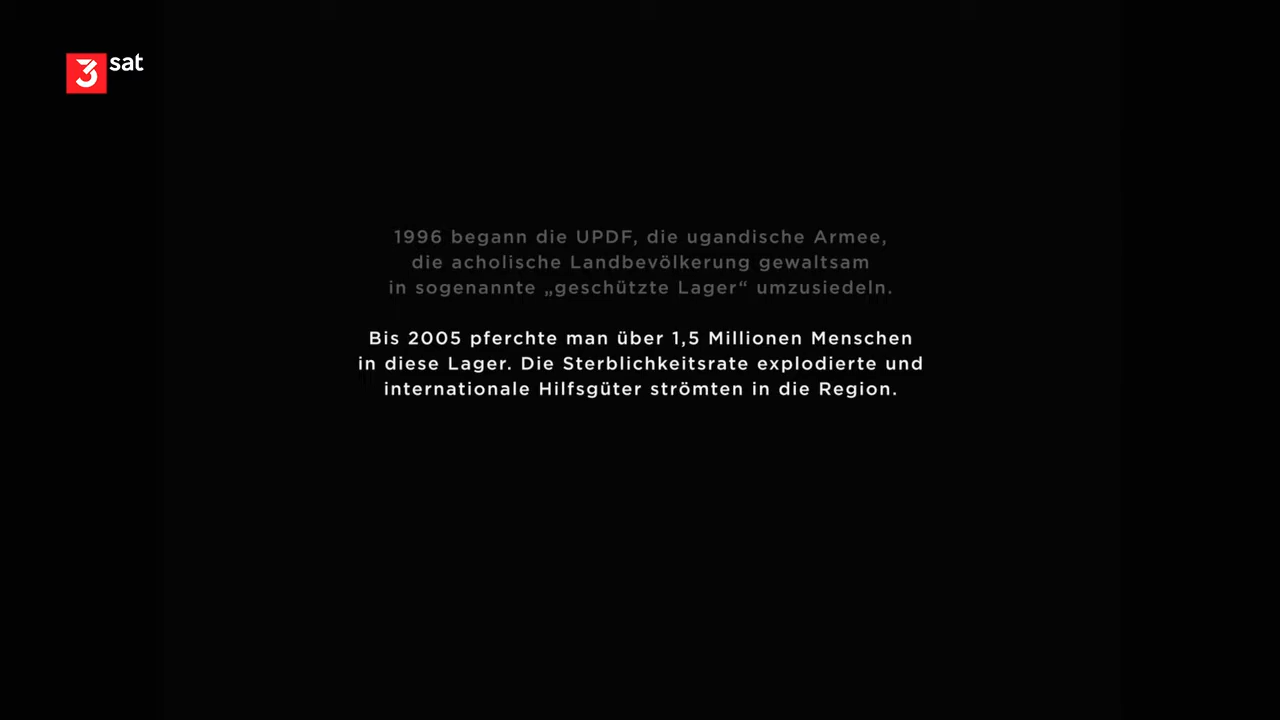 3sat
1996 begann die UPDF, die ugandische Armee,
die acholische Landbevölkerung gewaltsam
in sogenannte „geschützte Lager“ umzusiedeln.
Bis 2005 pferchte man über 1,5 Millionen Menschen
in diese Lager. Die Sterblichkeitsrate explodierte und
internationale Hilfsgüter strömten in die Region.